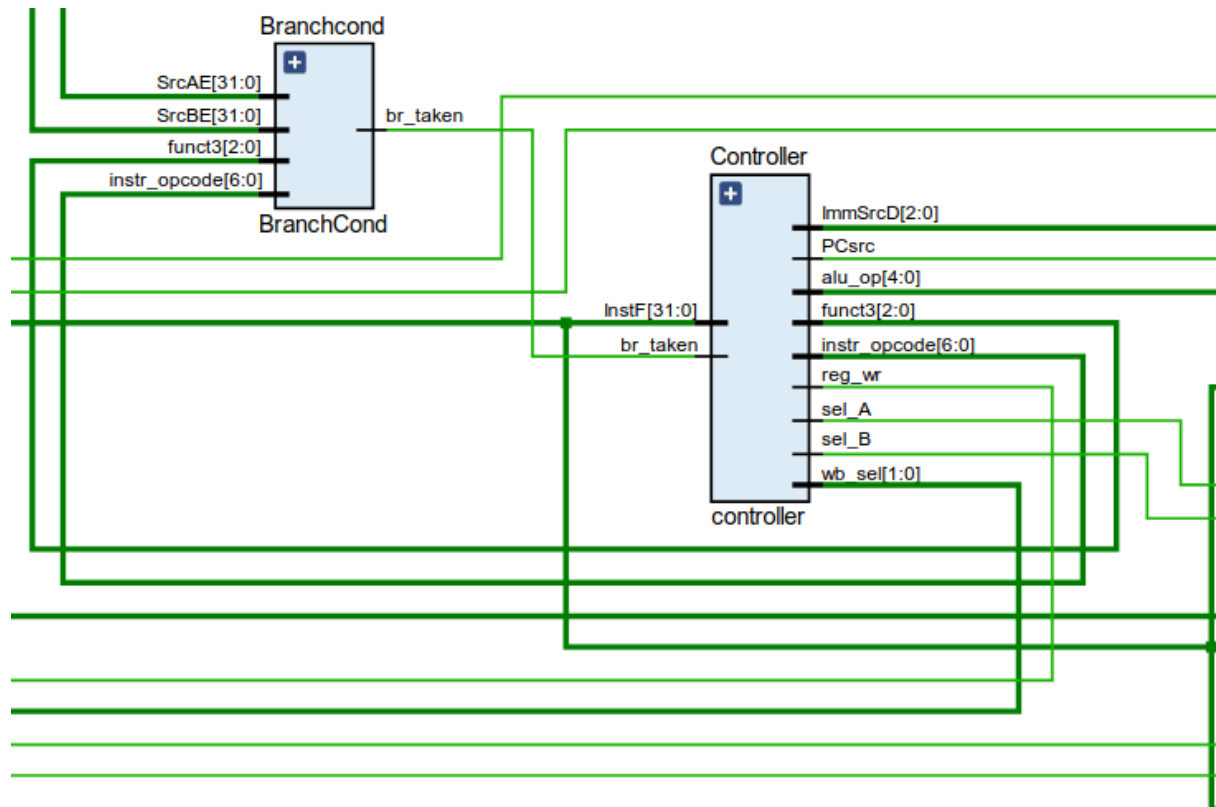 Branchcond
SrcAE[31:0]
SrcBE[31:0]
funct3[2:0]
instr_opcode[6:0]
br_taken
BranchCond
Controller
InstF[31:0]
br_taken
ImmSrcD[2:0]
PCsrc
alu_op[4:0]
funct3[2:0]
instr_opcode[6:0]
reg_wr
sel_A
sel_B
wb_sel[1:0]
controller